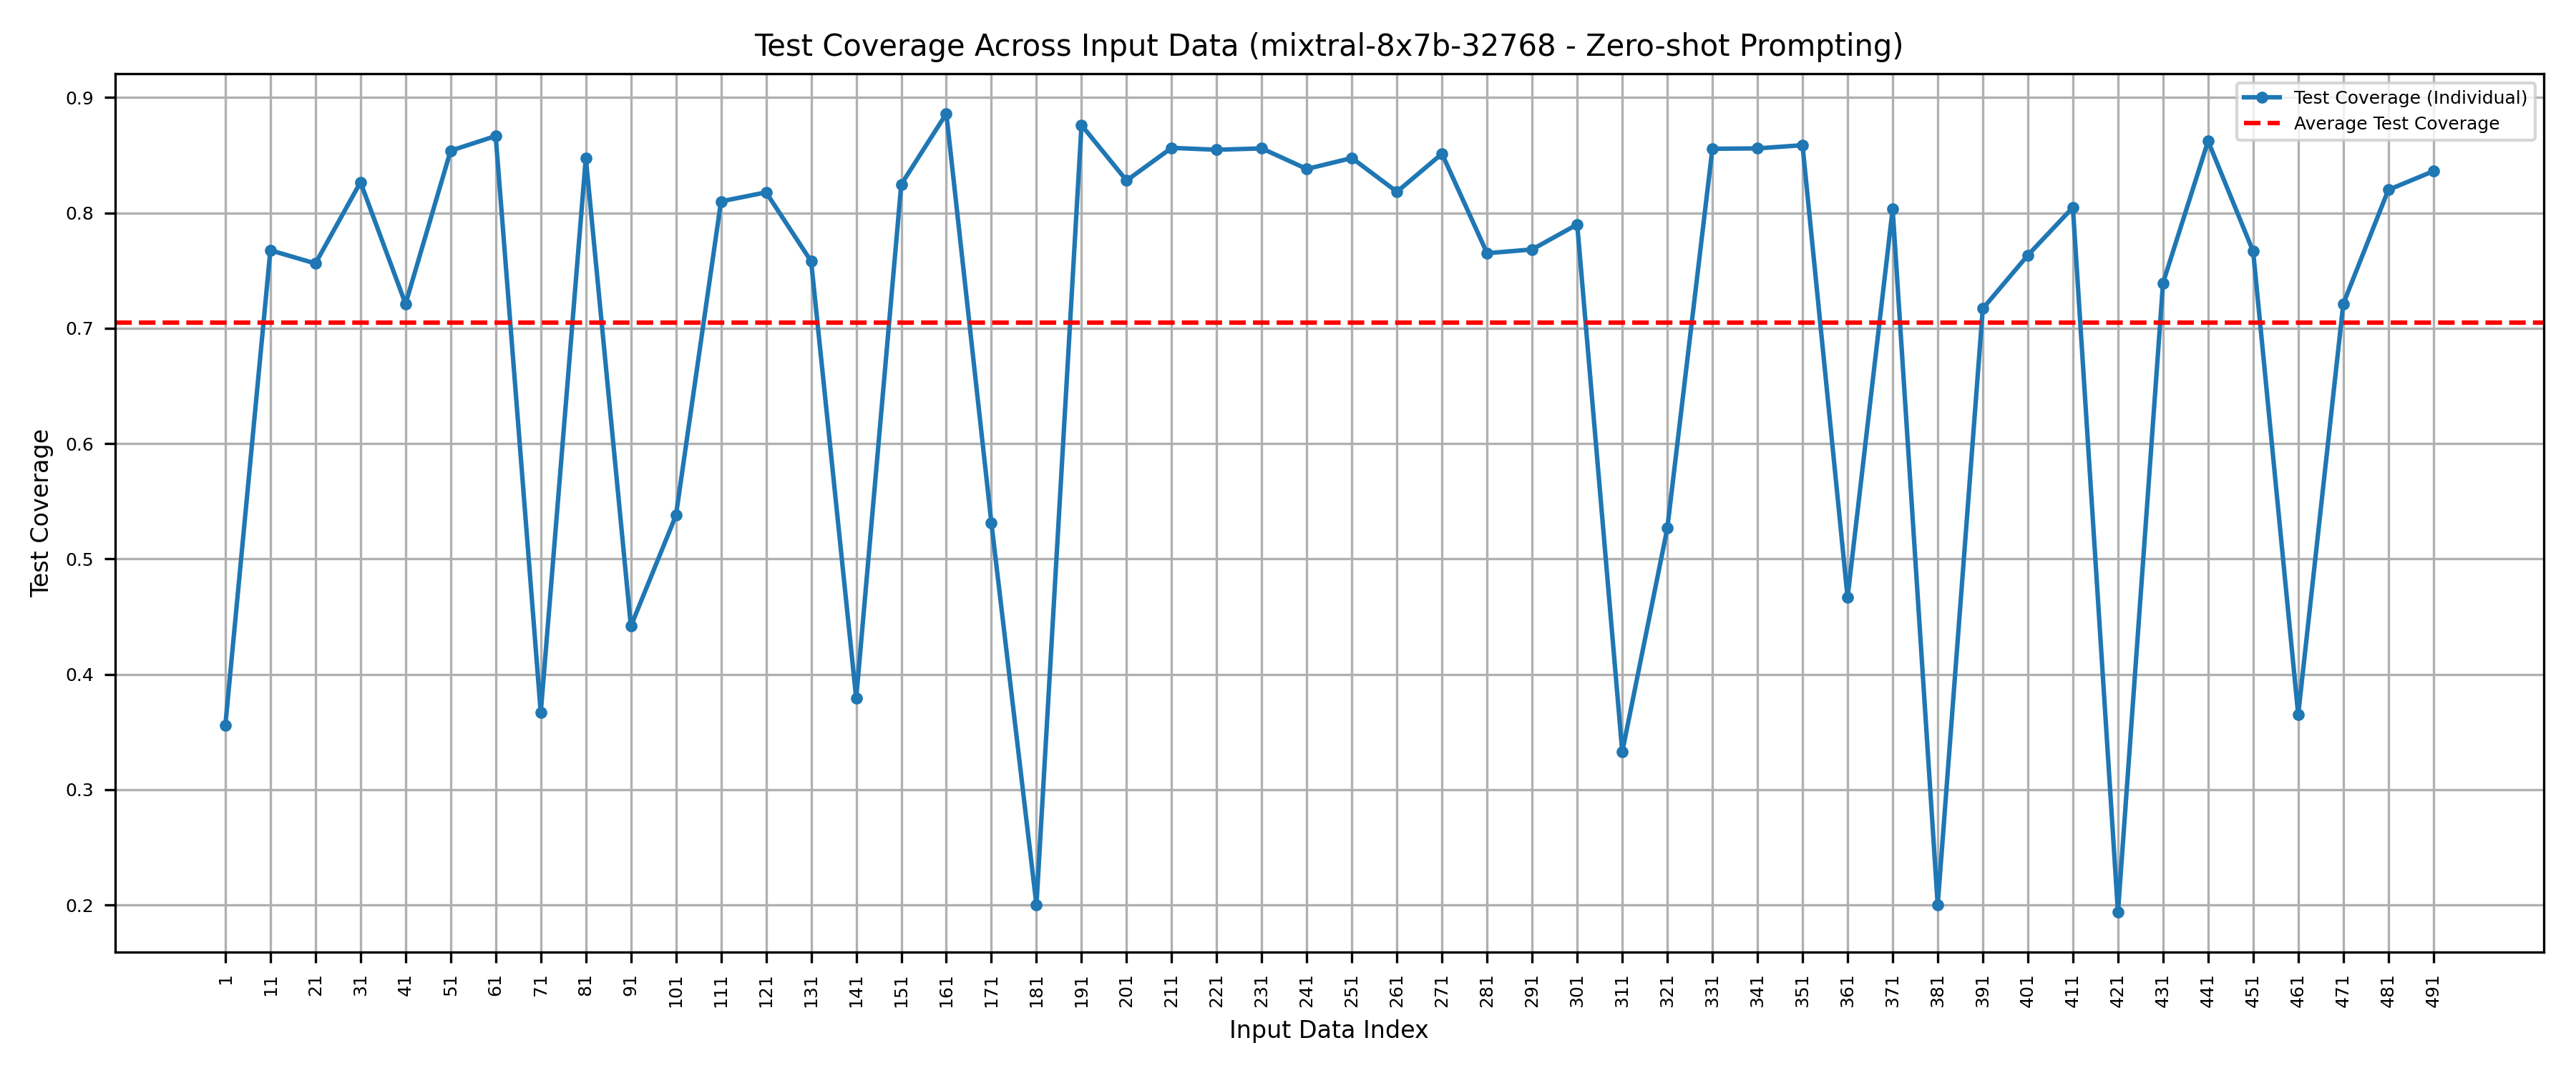 Test Coverage Across Input Data (mixtral-8x7b-32768 - Zero-shot Prompting)
Test Coverage (Individual)
Average Test Coverage
Test Coverage
0.9
0.8
0.7
0.6
0.5
0.4
0.3
0.2
1 11 21 31 41 51 61 71 81 91 101 111 121 131 141 151 161 171 181 191 201 211 221 231 241 251 261 271 281 291 301 311 321 331 341 351 361 371 381 391 401 411 421 431 441 451 461 471 481 491
Input Data Index